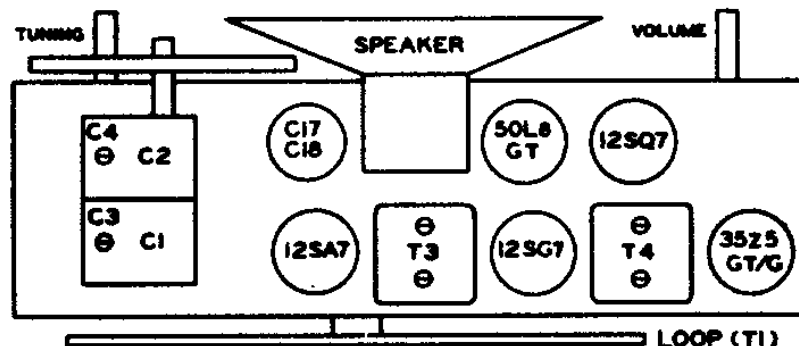 TUNING
SPEAKER
VOLUME
C4
C2
C17
C18
50L8
GT
12SQ7
C3
C1
12SA7
T3
12SG7
T4
35Z5
GT/G
LOOP (T1)